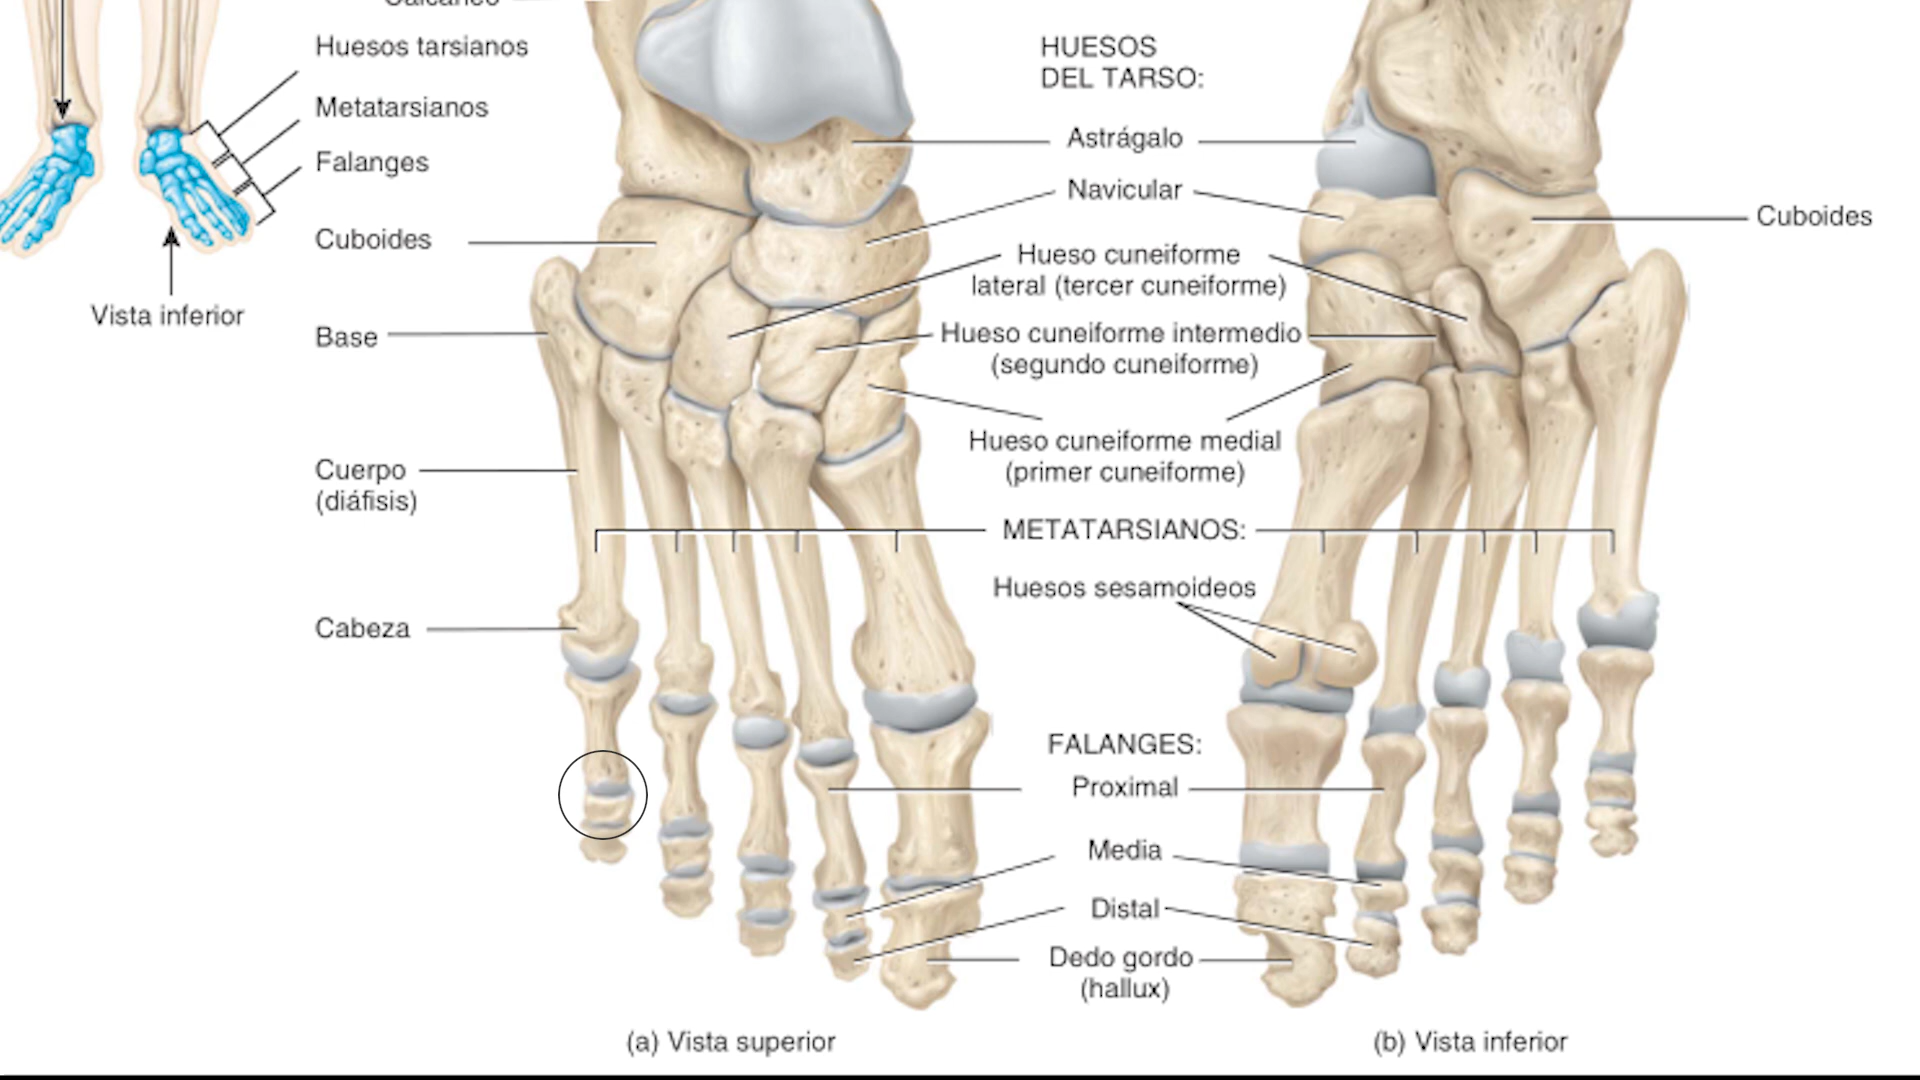 Huesos tarsianos
Metatarsianos
Falanges
Vista inferior
Cuboides
Base
Cuerpo
(diáfisis)
Cabeza
HUESOS
DEL TARSO:
Astrágalo
Navicular
Hueso cuneiforme
lateral (tercer cuneiforme)
Hueso cuneiforme intermedio
(segundo cuneiforme)
Hueso cuneiforme medial
(primer cuneiforme)
METATARSIANOS:
Huesos sesamoideos
FALANGES:
Proximal
Media
Distal
Dedo gordo
(hallux)
Cuboides
(a) Vista superior
(b) Vista inferior